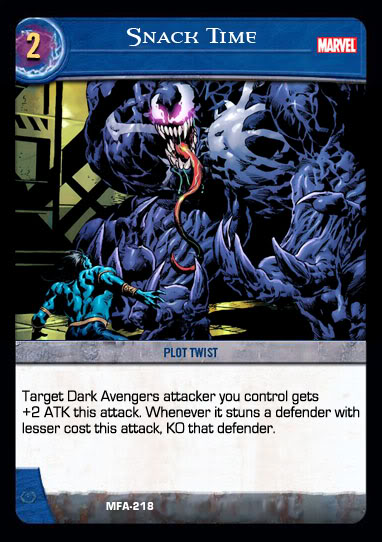 2
Snack Time
MARVEL
PLOT TWIST
Target Dark Avengers attacker you control gets
+2 ATK this attack. Whenever it stuns a defender with
lesser cost this attack, KO that defender.
MFA-218